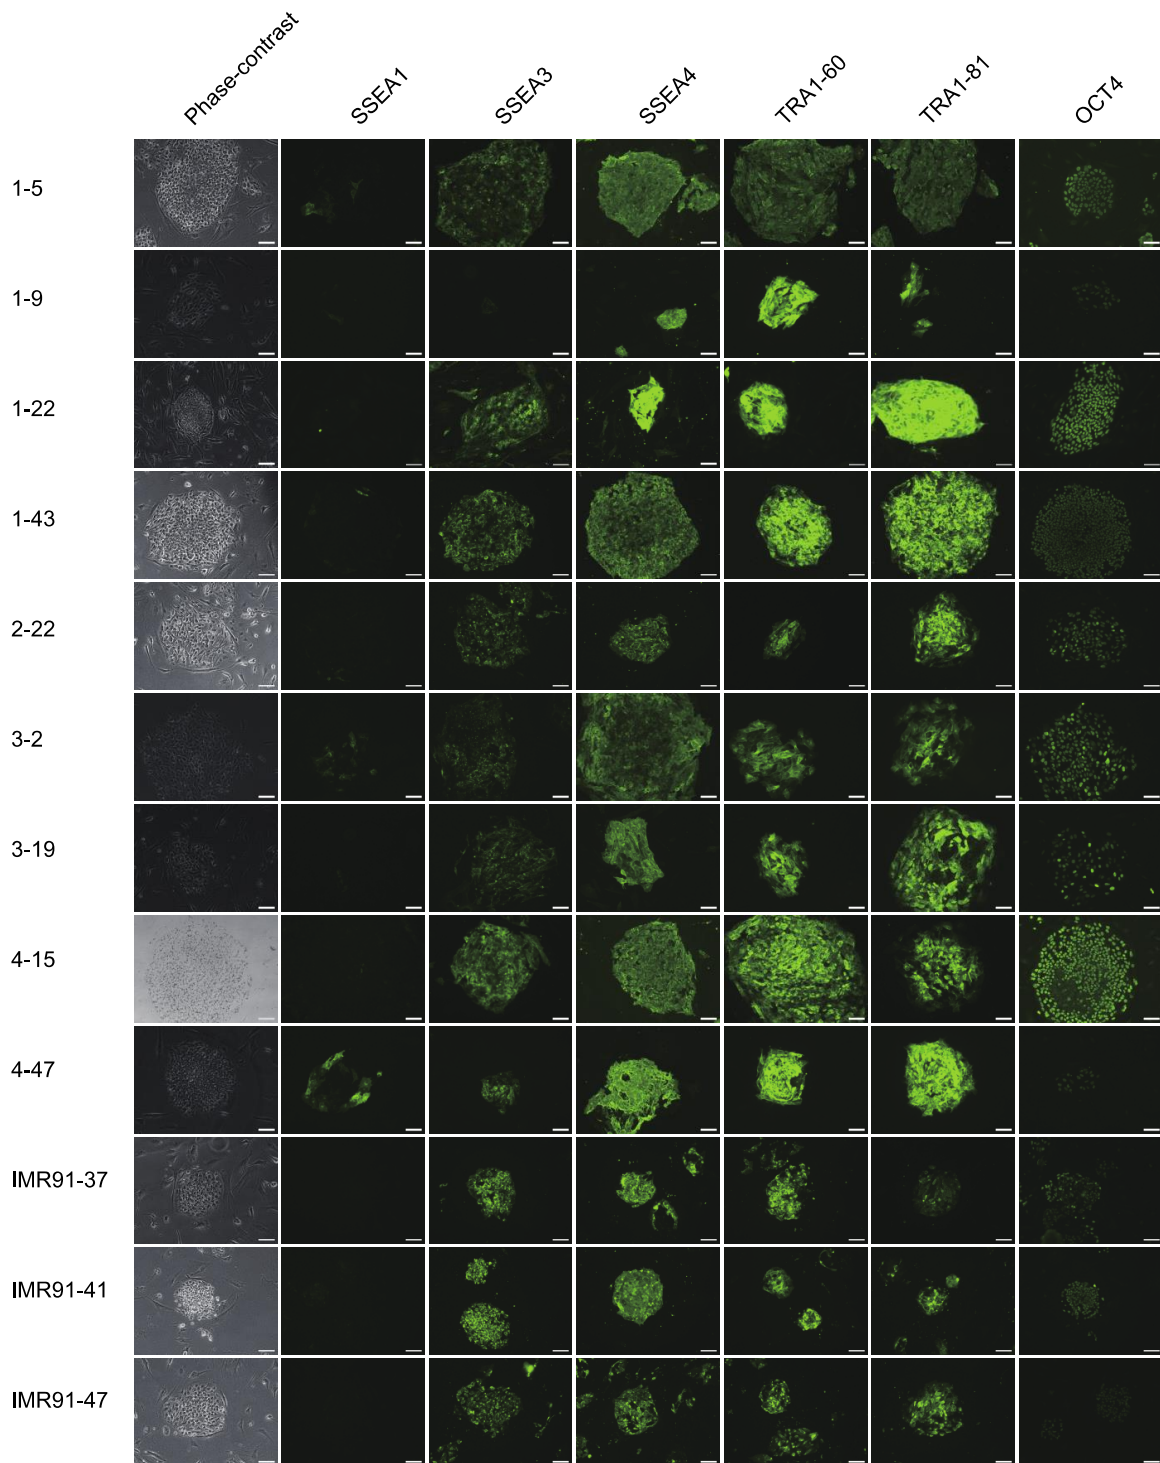 Phase-contrast
SSEA1
SSEA3
SSEA4
TRA1-60
TRA1-81
OCT4
1-5
1-9
1-22
1-43
2-22
3-2
3-19
4-15
4-47
IMR91-37
IMR91-41
IMR91-47